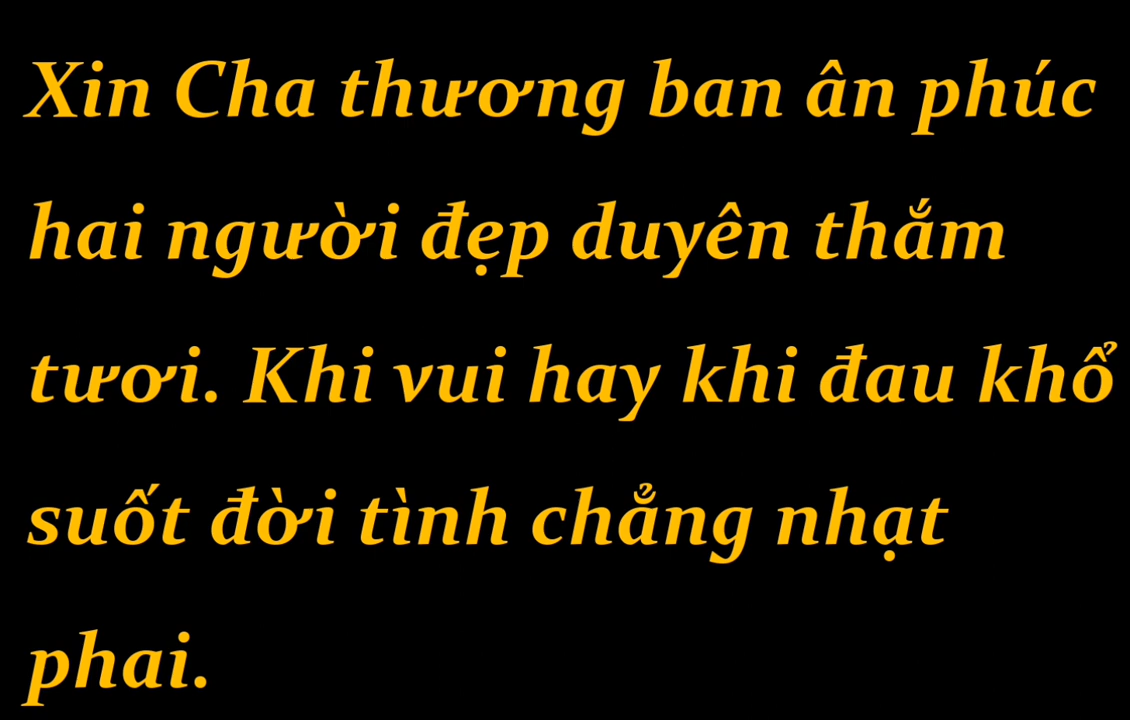 Xin Cha thương ban ân phúc
hai người đẹp duyên thắm
tươi. Khi vui hay khi đau khổ
suốt đời tình chẳng nhạt
phai.